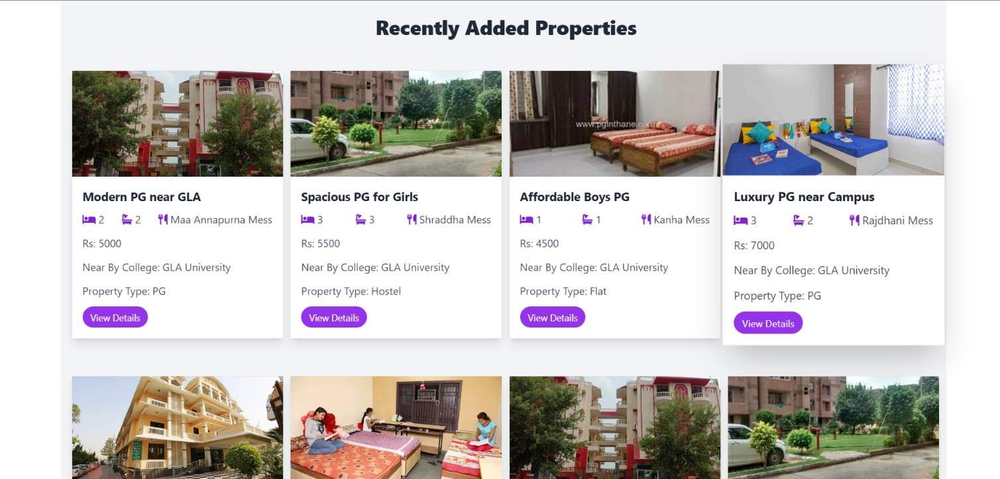 Recently Added Properties
www.pginthane.com
Modern PG near GLA
2 2 Maa Annapurna Mess
Rs: 5000
Near By College: GLA University
Property Type: PG
View Details
Spacious PG for Girls
3 3 Shraddha Mess
Rs: 5500
Near By College: GLA University
Property Type: Hostel
View Details
Affordable Boys PG
1 1 Kanha Mess
Rs: 4500
Near By College: GLA University
Property Type: Flat
View Details
Luxury PG near Campus
3 2 Rajdhani Mess
Rs: 7000
Near By College: GLA University
Property Type: PG
View Details